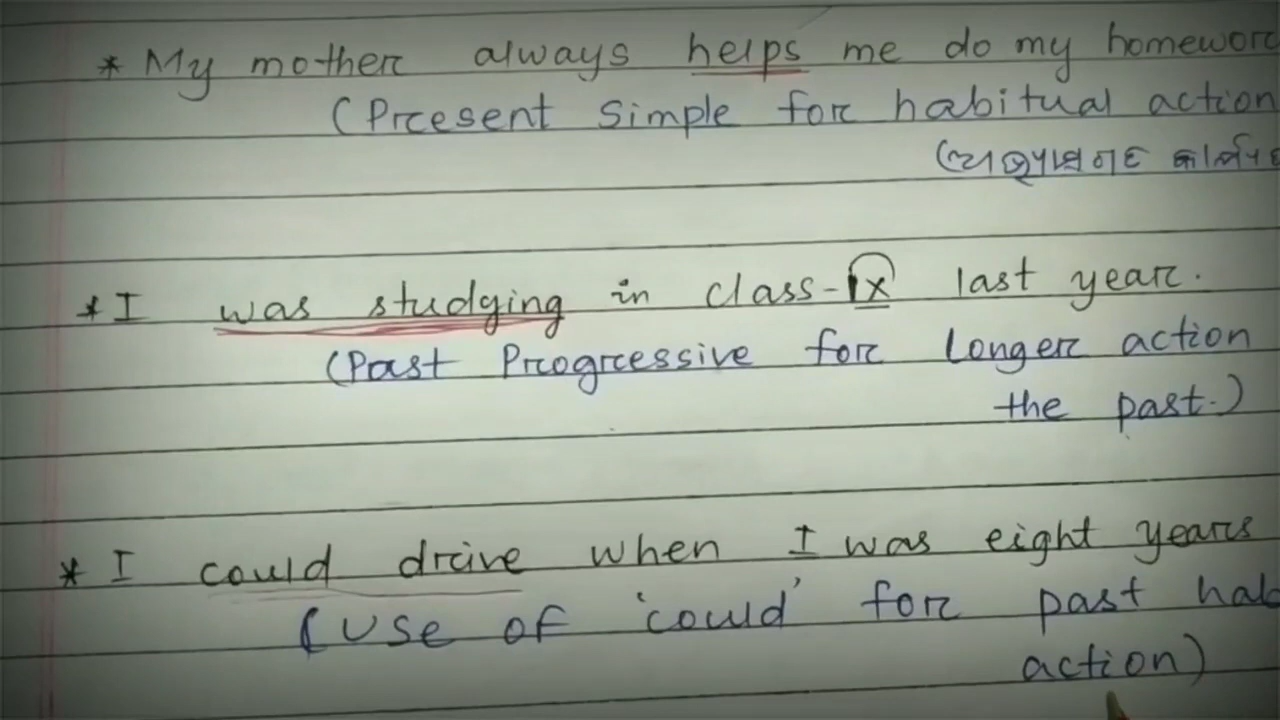 * My mother always helps me do my homewor
(Present Simple for habitual action
* I was studying in class-IX last year.
(Past Progressive for longer action
the past.)
* I could drive when I was eight years
(Use of 'could' for past hab
action)